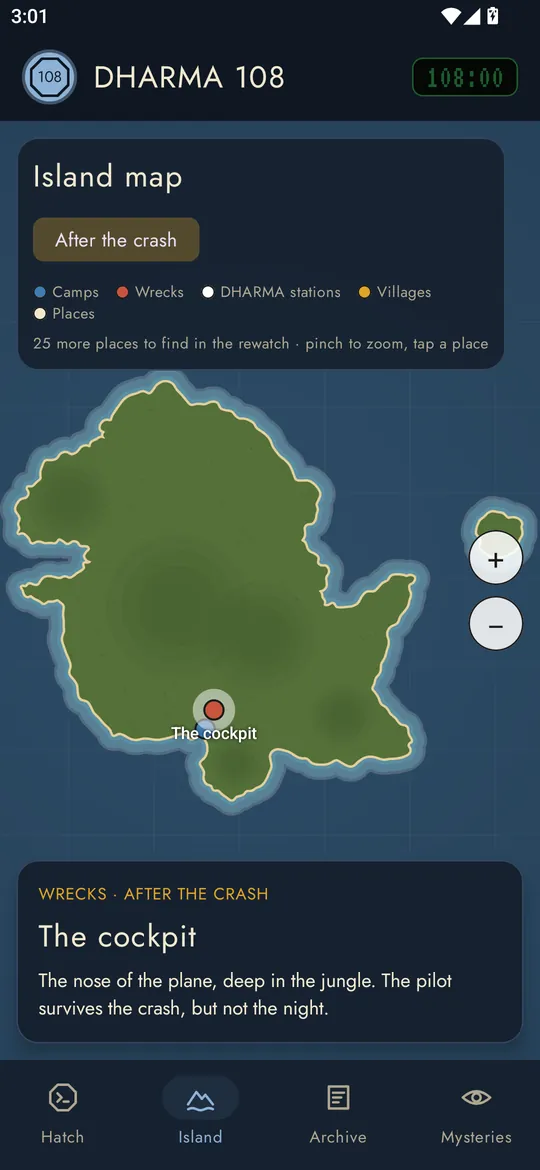 3:01
108
DHARMA 108
108:00
Island map
After the crash
Camps
Wrecks
DHARMA stations
Villages
Places
25 more places to find in the rewatch · pinch to zoom, tap a place
+
−
The cockpit
WRECKS · AFTER THE CRASH
The cockpit
The nose of the plane, deep in the jungle. The pilot
survives the crash, but not the night.
Hatch
Island
Archive
Mysteries